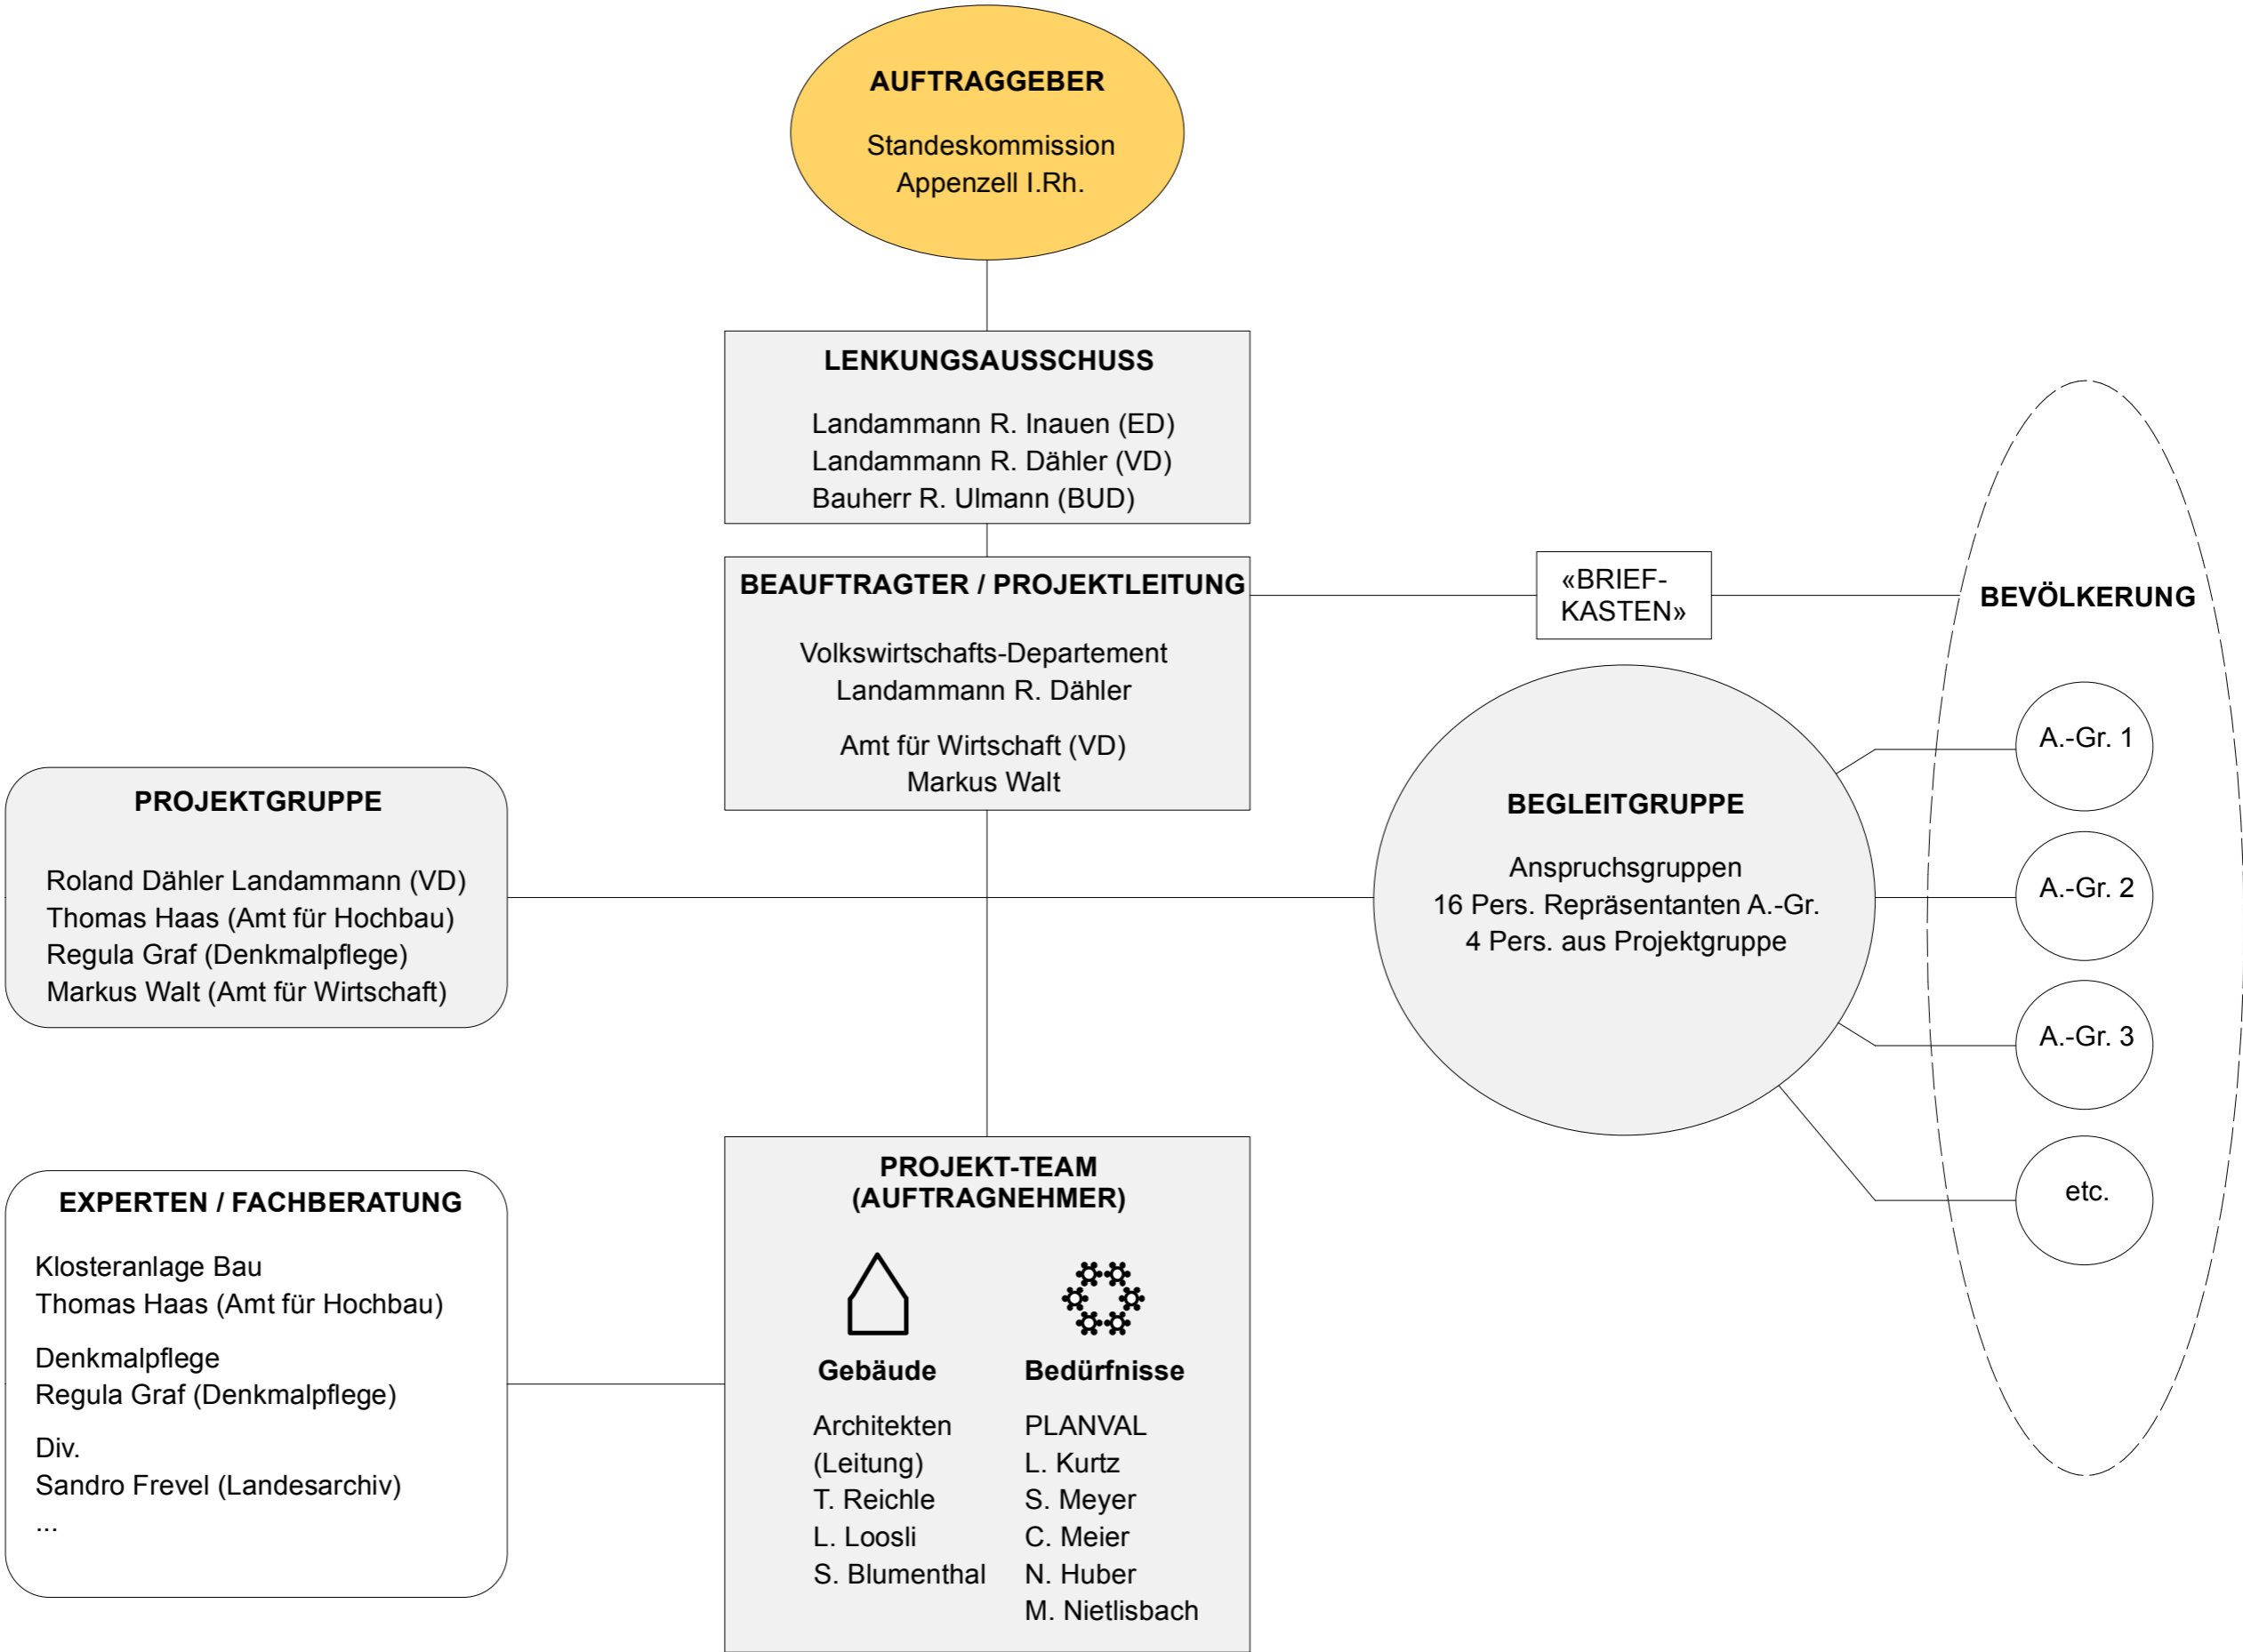 AUFTRAGGEBER
Standeskommission
Appenzell I.Rh.
LENKUNGSAUSSCHUSS
Landammann R. Inauen (ED)
Landammann R. Dähler (VD)
Bauherr R. Ulmann (BUD)
BEAUFTRAGTER / PROJEKTLEITUNG
Volkswirtschafts-Departement
Landammann R. Dähler
Amt für Wirtschaft (VD)
Markus Walt
«BRIEF-
KASTEN»
BEVÖLKERUNG
A.-Gr. 1
A.-Gr. 2
A.-Gr. 3
etc.
PROJEKTGRUPPE
Roland Dähler Landammann (VD)
Thomas Haas (Amt für Hochbau)
Regula Graf (Denkmalpflege)
Markus Walt (Amt für Wirtschaft)
BEGLEITGRUPPE
Anspruchsgruppen
16 Pers. Repräsentanten A.-Gr.
4 Pers. aus Projektgruppe
EXPERTEN / FACHBERATUNG
Klosteranlage Bau
Thomas Haas (Amt für Hochbau)
Denkmalpflege
Regula Graf (Denkmalpflege)
Div.
Sandro Frevel (Landesarchiv)
...
PROJEKT-TEAM
(AUFTRAGNEHMER)
Gebäude
Architekten
(Leitung)
T. Reichle
L. Loosli
S. Blumenthal
Bedürfnisse
PLANVAL
L. Kurtz
S. Meyer
C. Meier
N. Huber
M. Nietlisbach